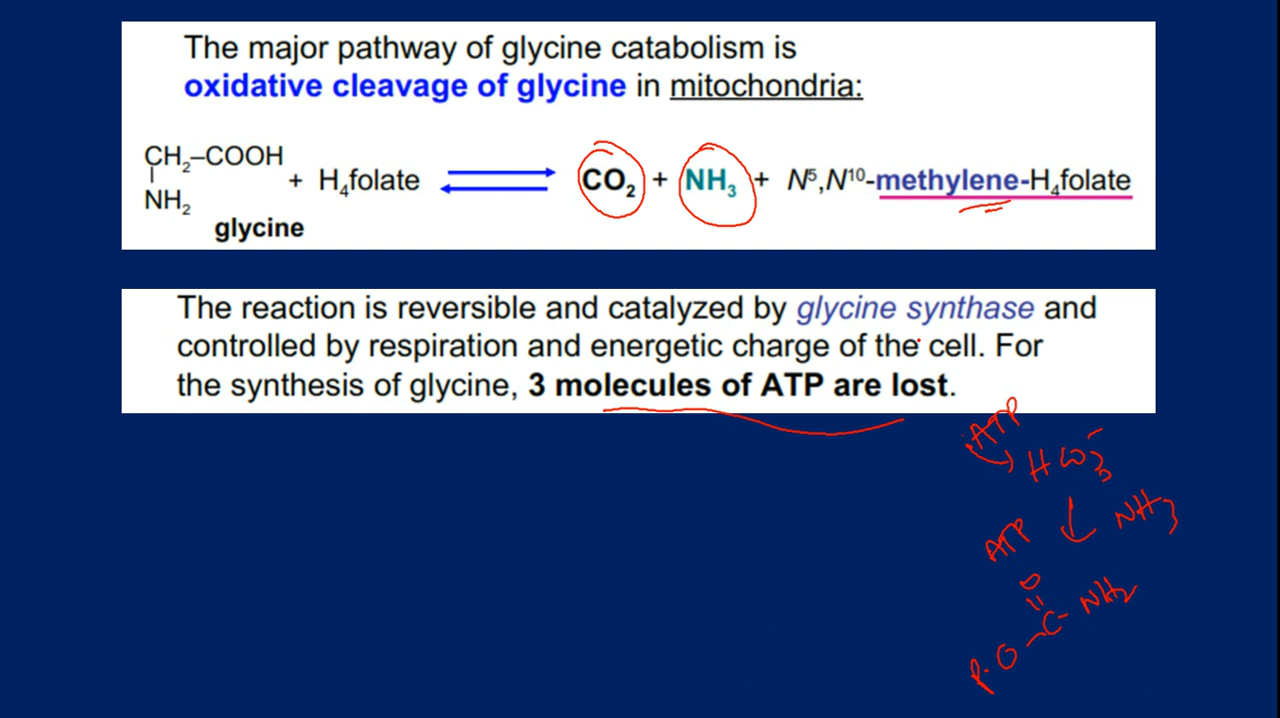 The major pathway of glycine catabolism is
oxidative cleavage of glycine in mitochondria:
CH₂–COOH
NH₂
+ H₄folate ⇌ CO₂ + NH₃ + N⁵,N¹⁰-methylene-H₄folate
glycine
The reaction is reversible and catalyzed by glycine synthase and
controlled by respiration and energetic charge of the cell. For
the synthesis of glycine, 3 molecules of ATP are lost.
ATP
HCO₃⁻
ATP NH₃
O
C-NH₂
P-O